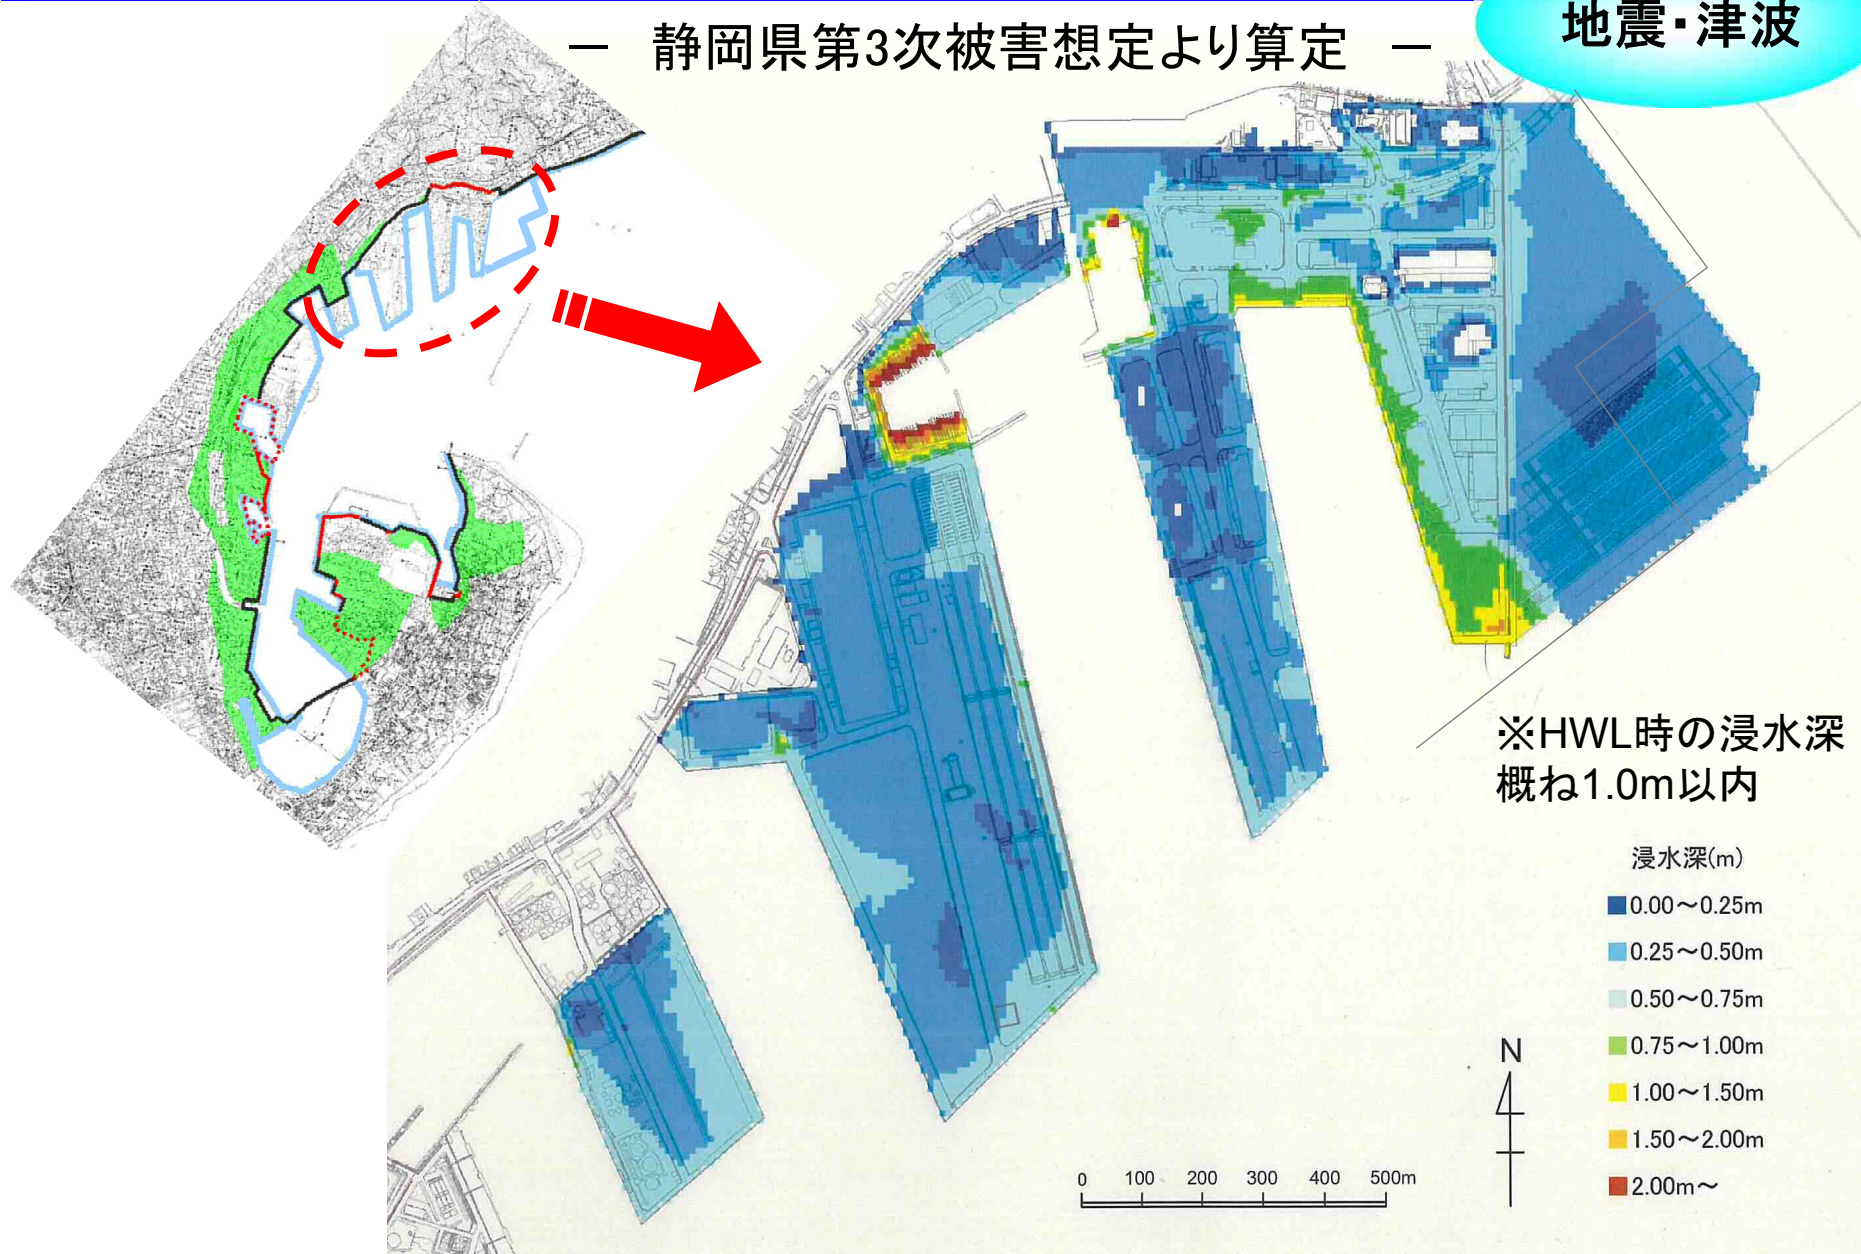 ― 静岡県第3次被害想定より算定 ―
地震・津波
※HWL時の浸水深
概ね1.0m以内
浸水深(m)
0.00～0.25m
0.25～0.50m
0.50～0.75m
0.75～1.00m
1.00～1.50m
1.50～2.00m
2.00m～
N
0 100 200 300 400 500m